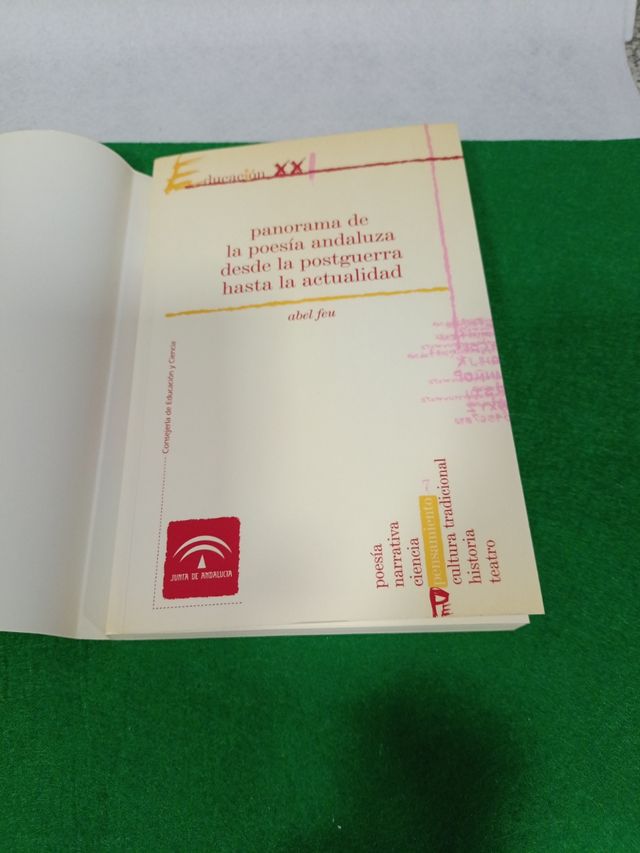 Educación XXI
panorama de
la poesía andaluza
desde la postguerra
hasta la actualidad
abel feu
Consejería de Educación y Ciencia
JUNTA DE ANDALUCIA
poesía
narrativa
ciencia
pensamiento
cultura tradicional
historia
teatro